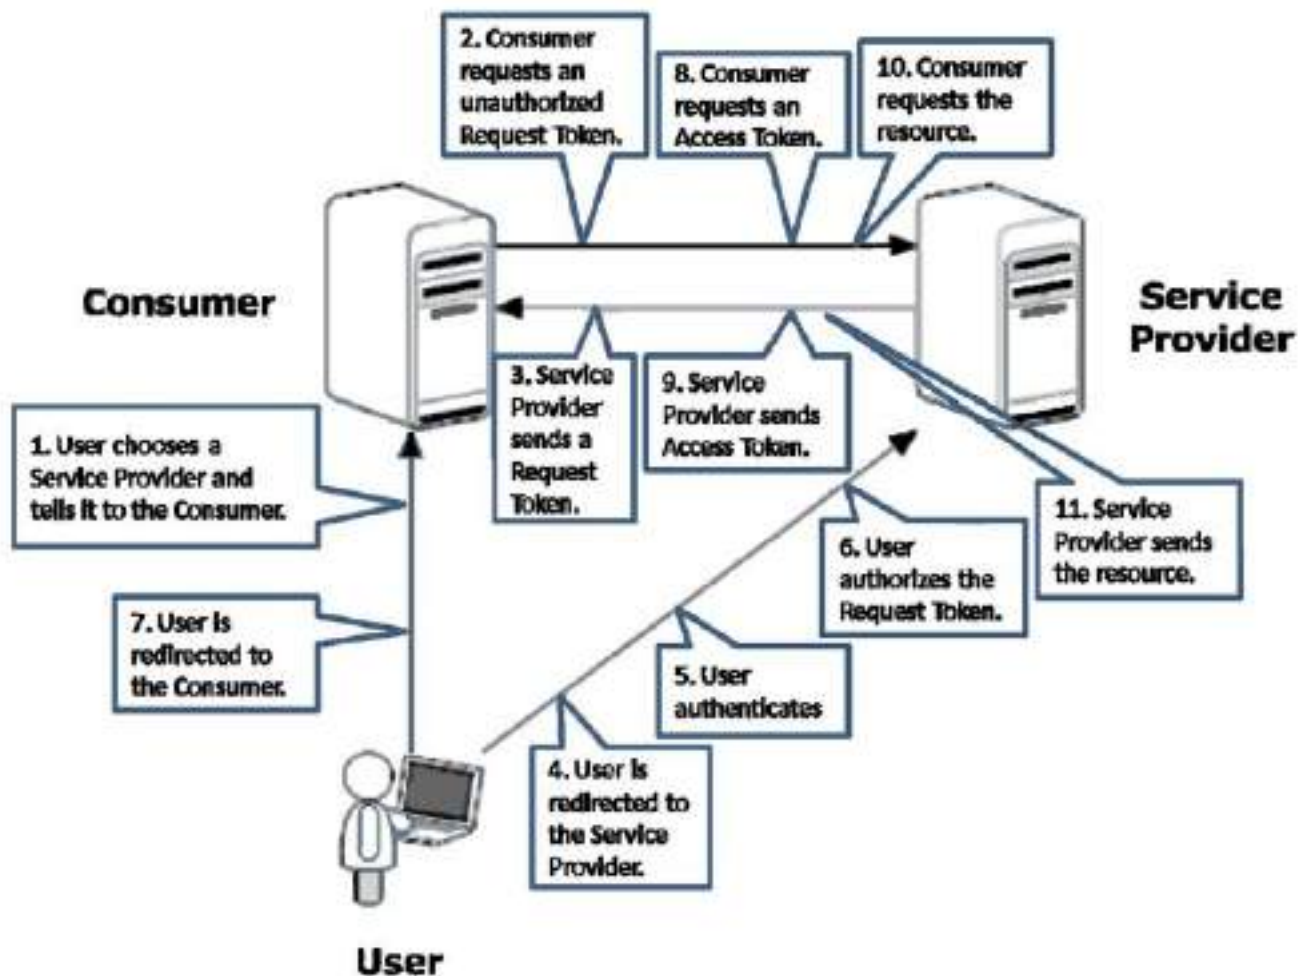 2. Consumer
requests an
unauthorized
Request Token.
8. Consumer
requests an
Access Token.
10. Consumer
requests the
resource.
Consumer
Service
Provider
3. Service
Provider
sends a
Request
Token.
9. Service
Provider sends
Access Token.
1. User chooses a
Service Provider and
tells it to the Consumer.
11. Service
Provider sends
the resource.
6. User
authorizes the
Request Token.
7. User is
redirected to
the Consumer.
5. User
authenticates
4. User is
redirected to
the Service
Provider.
User